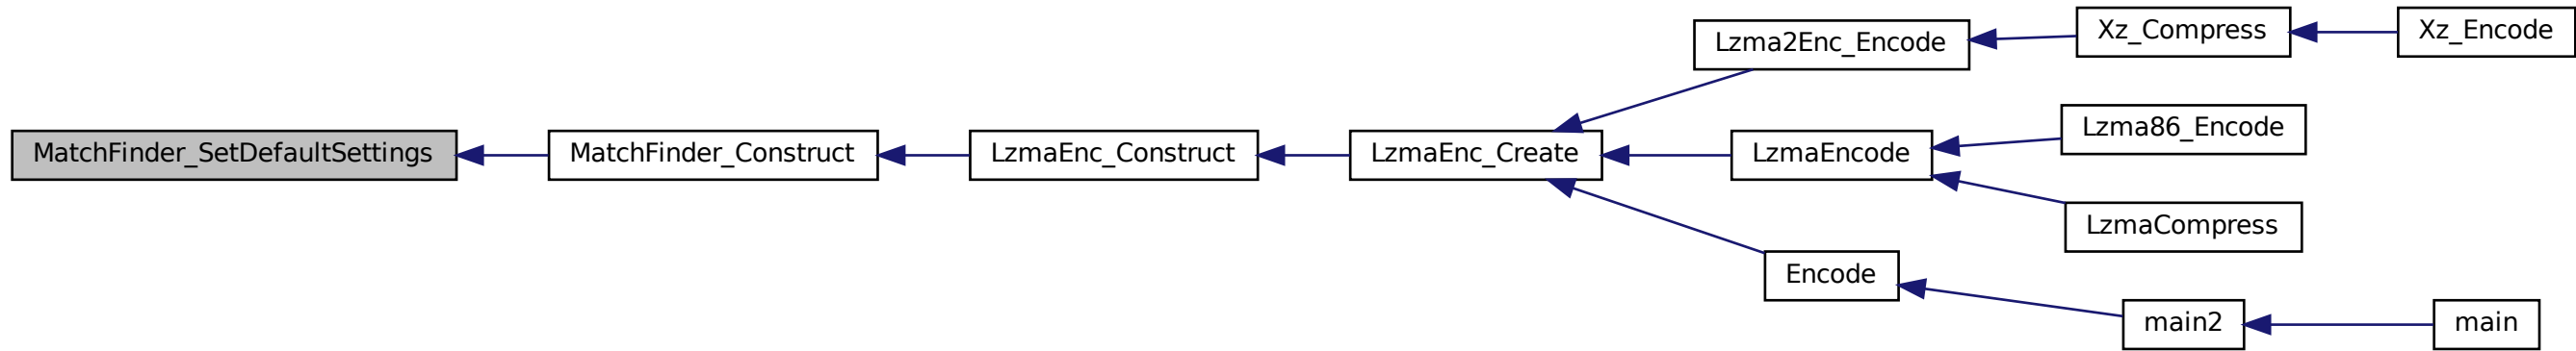 MatchFinder_SetDefaultSettings
MatchFinder_Construct
LzmaEnc_Construct
LzmaEnc_Create
Lzma2Enc_Encode
Xz_Compress
Xz_Encode
LzmaEncode
Lzma86_Encode
LzmaCompress
Encode
main2
main